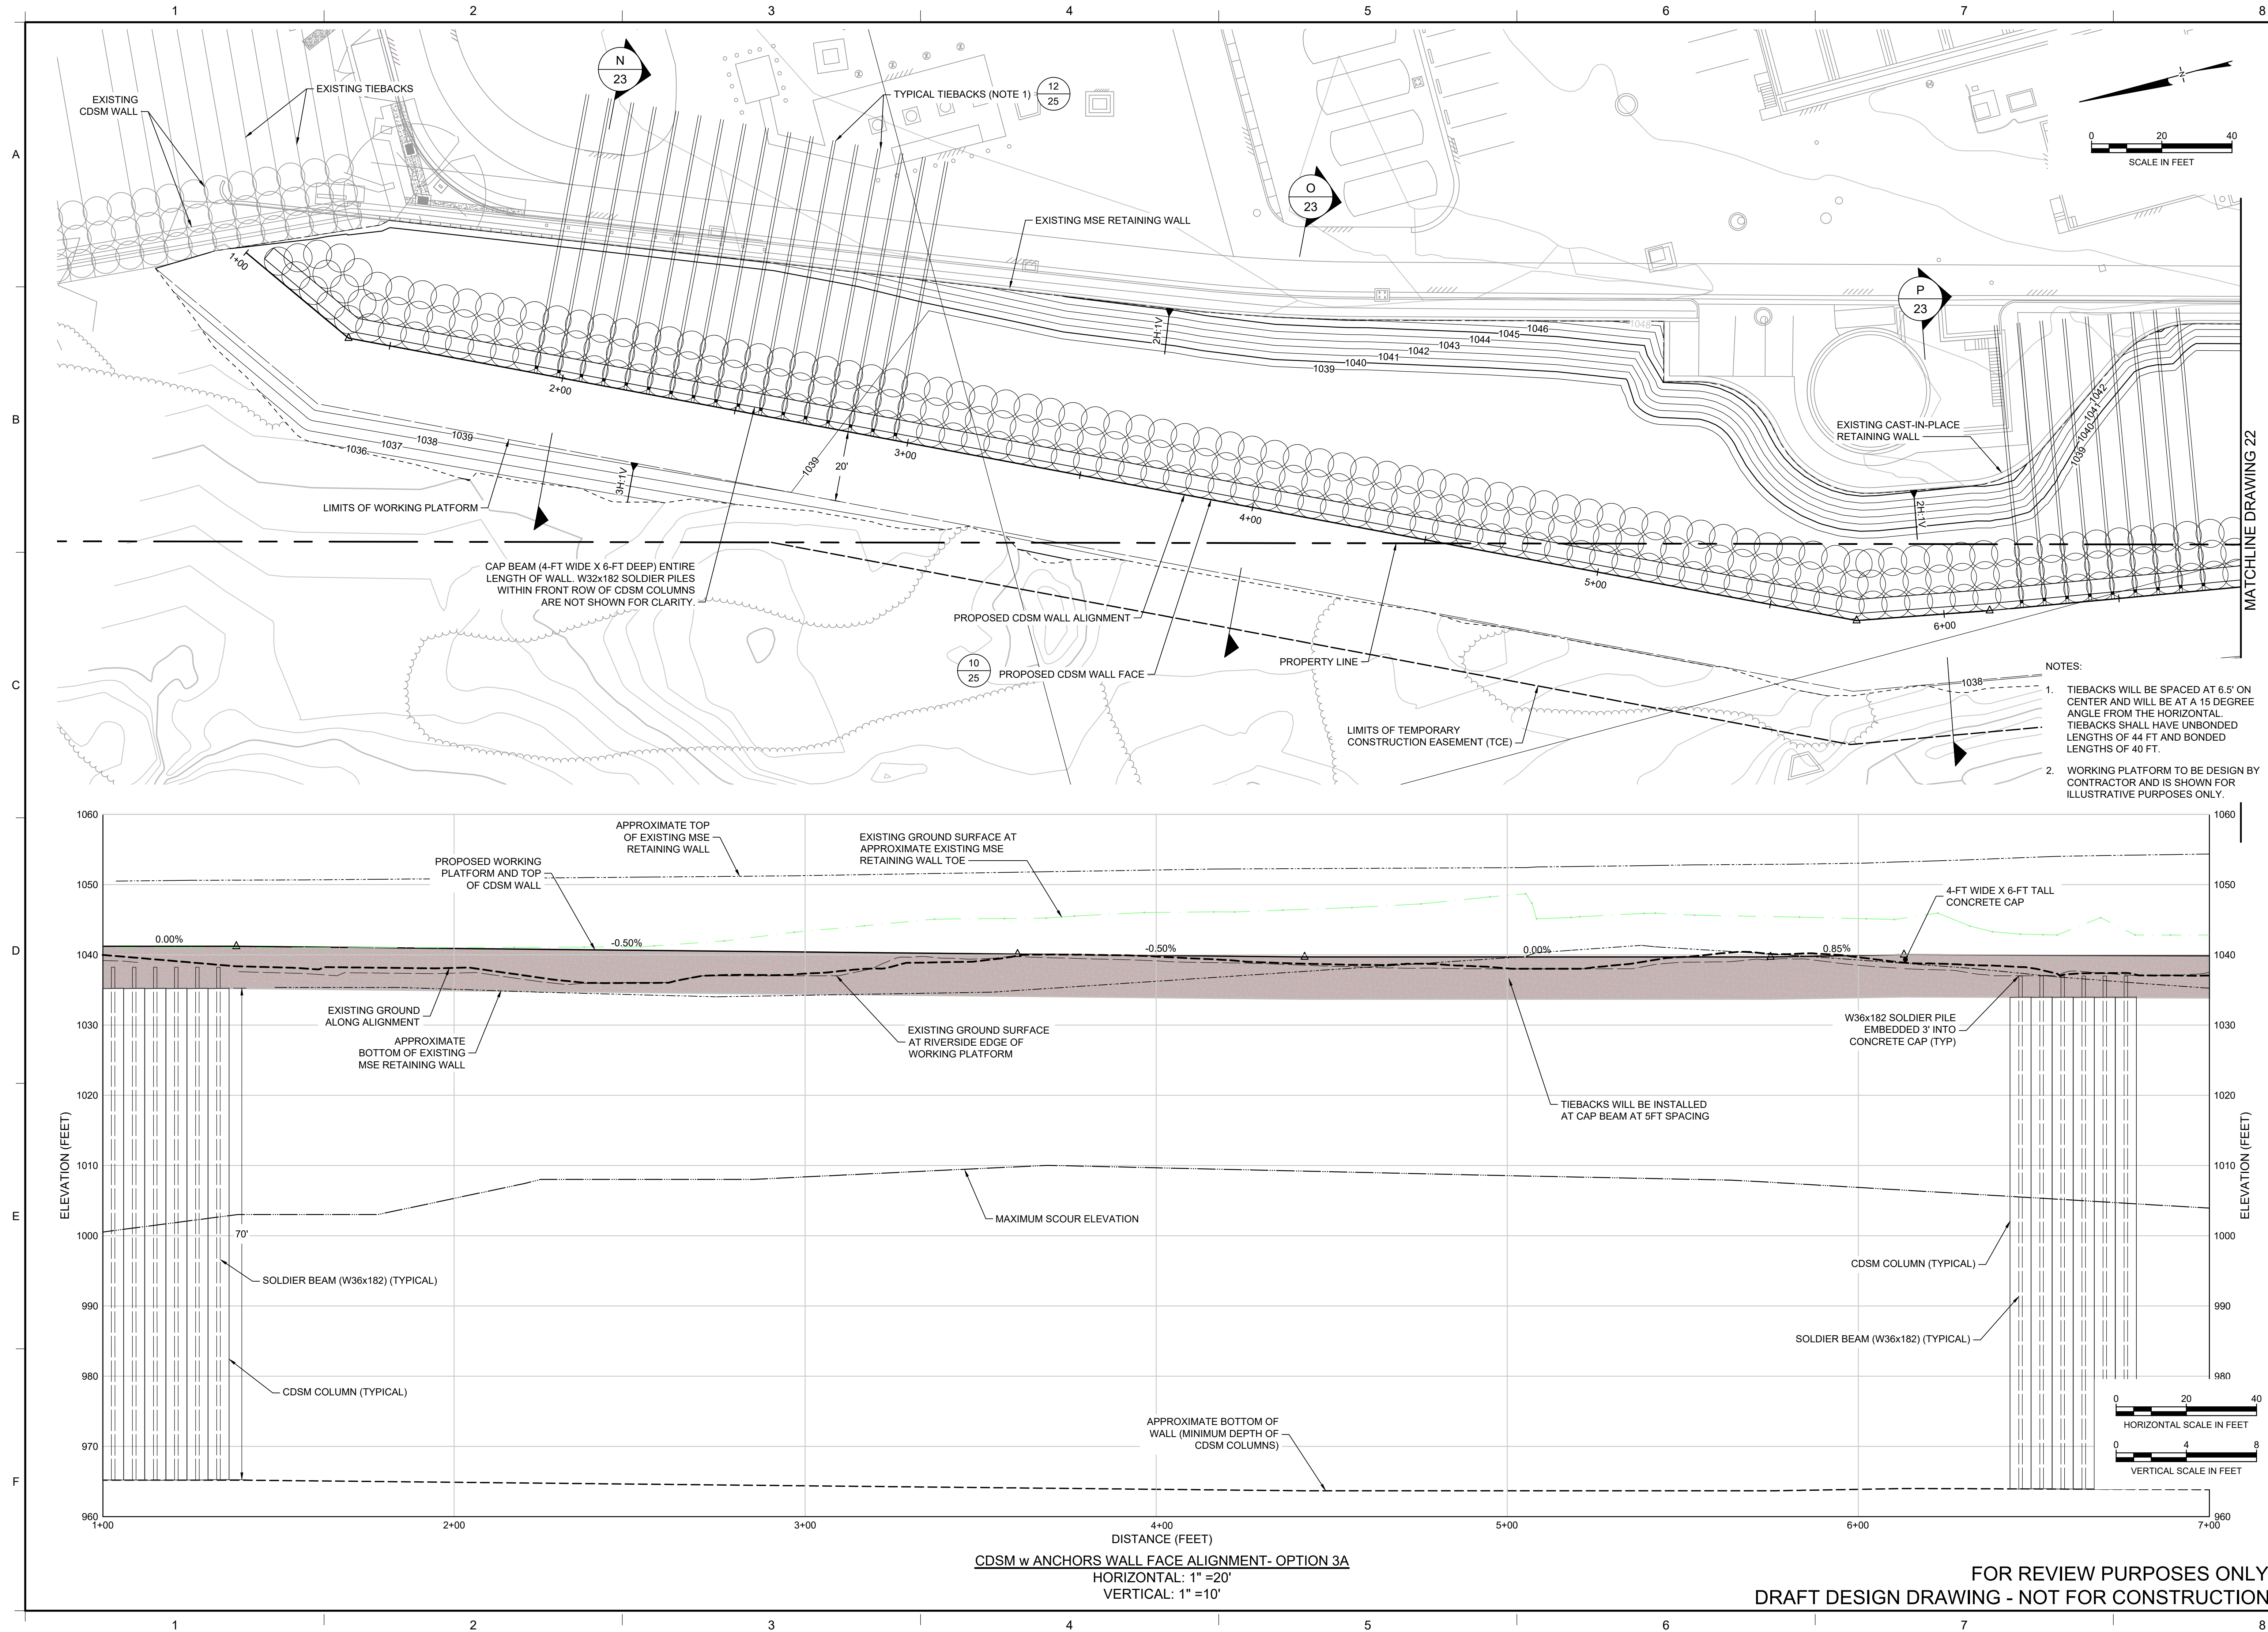 1 2 3 4 5 6 7 8
A
B
C
D
E
F
EXISTING
CDSM WALL
EXISTING TIEBACKS
N
23
TYPICAL TIEBACKS (NOTE 1)
12
25
O
23
EXISTING MSE RETAINING WALL
P
23
N
0 20 40
SCALE IN FEET
1+00
2+00
3+00
4+00
5+00
6+00
2H:1V
1048
1046
1045
1044
1043
1042
1041
1040
1039
EXISTING CAST-IN-PLACE
RETAINING WALL
1042
1041
1040
1039
2H:1V
MATCHLINE DRAWING 22
1039
1038
1037
1036
3H:1V
1039
20'
LIMITS OF WORKING PLATFORM
CAP BEAM (4-FT WIDE X 6-FT DEEP) ENTIRE
LENGTH OF WALL. W32x182 SOLDIER PILES
WITHIN FRONT ROW OF CDSM COLUMNS
ARE NOT SHOWN FOR CLARITY.
PROPOSED CDSM WALL ALIGNMENT
10
25
PROPOSED CDSM WALL FACE
PROPERTY LINE
LIMITS OF TEMPORARY
CONSTRUCTION EASEMENT (TCE)
1038
NOTES:
1. TIEBACKS WILL BE SPACED AT 6.5' ON
CENTER AND WILL BE AT A 15 DEGREE
ANGLE FROM THE HORIZONTAL.
TIEBACKS SHALL HAVE UNBONDED
LENGTHS OF 44 FT AND BONDED
LENGTHS OF 40 FT.
2. WORKING PLATFORM TO BE DESIGN BY
CONTRACTOR AND IS SHOWN FOR
ILLUSTRATIVE PURPOSES ONLY.
1060
1050
1040
1030
1020
1010
1000
990
980
970
960
ELEVATION (FEET)
APPROXIMATE TOP
OF EXISTING MSE
RETAINING WALL
EXISTING GROUND SURFACE AT
APPROXIMATE EXISTING MSE
RETAINING WALL TOE
PROPOSED WORKING
PLATFORM AND TOP
OF CDSM WALL
4-FT WIDE X 6-FT TALL
CONCRETE CAP
0.00%
-0.50%
-0.50%
0.00%
0.85%
EXISTING GROUND
ALONG ALIGNMENT
APPROXIMATE
BOTTOM OF EXISTING
MSE RETAINING WALL
EXISTING GROUND SURFACE
AT RIVERSIDE EDGE OF
WORKING PLATFORM
W36x182 SOLDIER PILE
EMBEDDED 3' INTO
CONCRETE CAP (TYP)
TIEBACKS WILL BE INSTALLED
AT CAP BEAM AT 5FT SPACING
MAXIMUM SCOUR ELEVATION
70'
SOLDIER BEAM (W36x182) (TYPICAL)
CDSM COLUMN (TYPICAL)
CDSM COLUMN (TYPICAL)
SOLDIER BEAM (W36x182) (TYPICAL)
APPROXIMATE BOTTOM OF
WALL (MINIMUM DEPTH OF
CDSM COLUMNS)
1060
1050
1040
1030
1020
1010
1000
990
980
970
960
ELEVATION (FEET)
0 20 40
HORIZONTAL SCALE IN FEET
0 4 8
VERTICAL SCALE IN FEET
1+00 2+00 3+00 4+00 5+00 6+00 7+00
DISTANCE (FEET)
CDSM w ANCHORS WALL FACE ALIGNMENT- OPTION 3A
HORIZONTAL: 1" =20'
VERTICAL: 1" =10'
FOR REVIEW PURPOSES ONLY
DRAFT DESIGN DRAWING - NOT FOR CONSTRUCTION
1 2 3 4 5 6 7 8